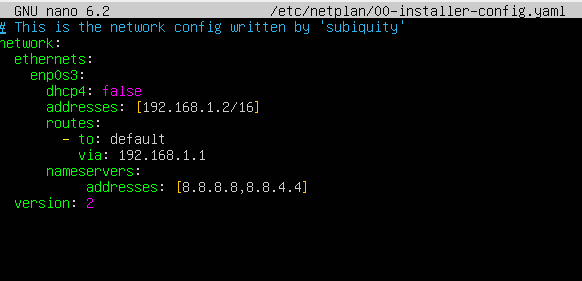 GNU nano 6.2 /etc/netplan/00-installer-config.yaml
# This is the network config written by 'subiquity'
network:
  ethernets:
    enp0s3:
      dhcp4: false
      addresses: [192.168.1.2/16]
      routes:
        - to: default
          via: 192.168.1.1
      nameservers:
           addresses: [8.8.8.8,8.8.4.4]
  version: 2